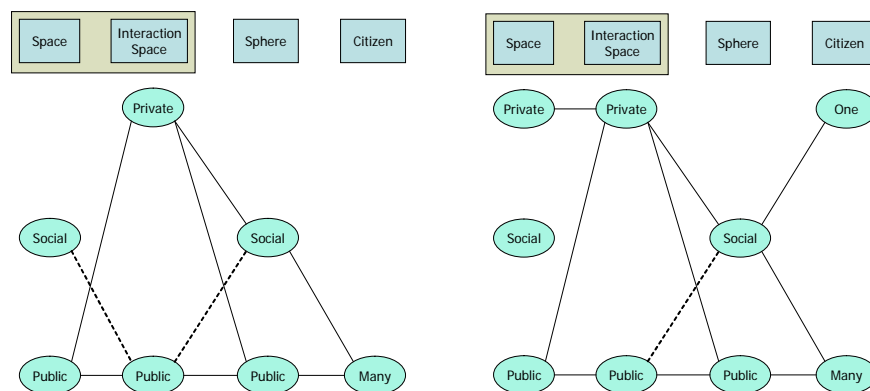 Space
Interaction
Space
Sphere
Citizen
Private
Social
Social
Public
Public
Public
Many
Space
Interaction
Space
Sphere
Citizen
Private
Private
One
Social
Social
Public
Public
Public
Many